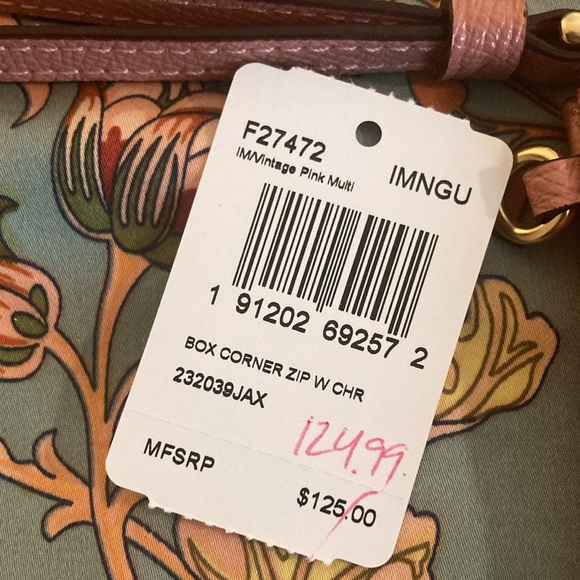 F27472
IM/Vintage Pink Multi
IMNGU
1 91202 69257 2
BOX CORNER ZIP W CHR
232039JAX
124.99
MFSRP
$125.00